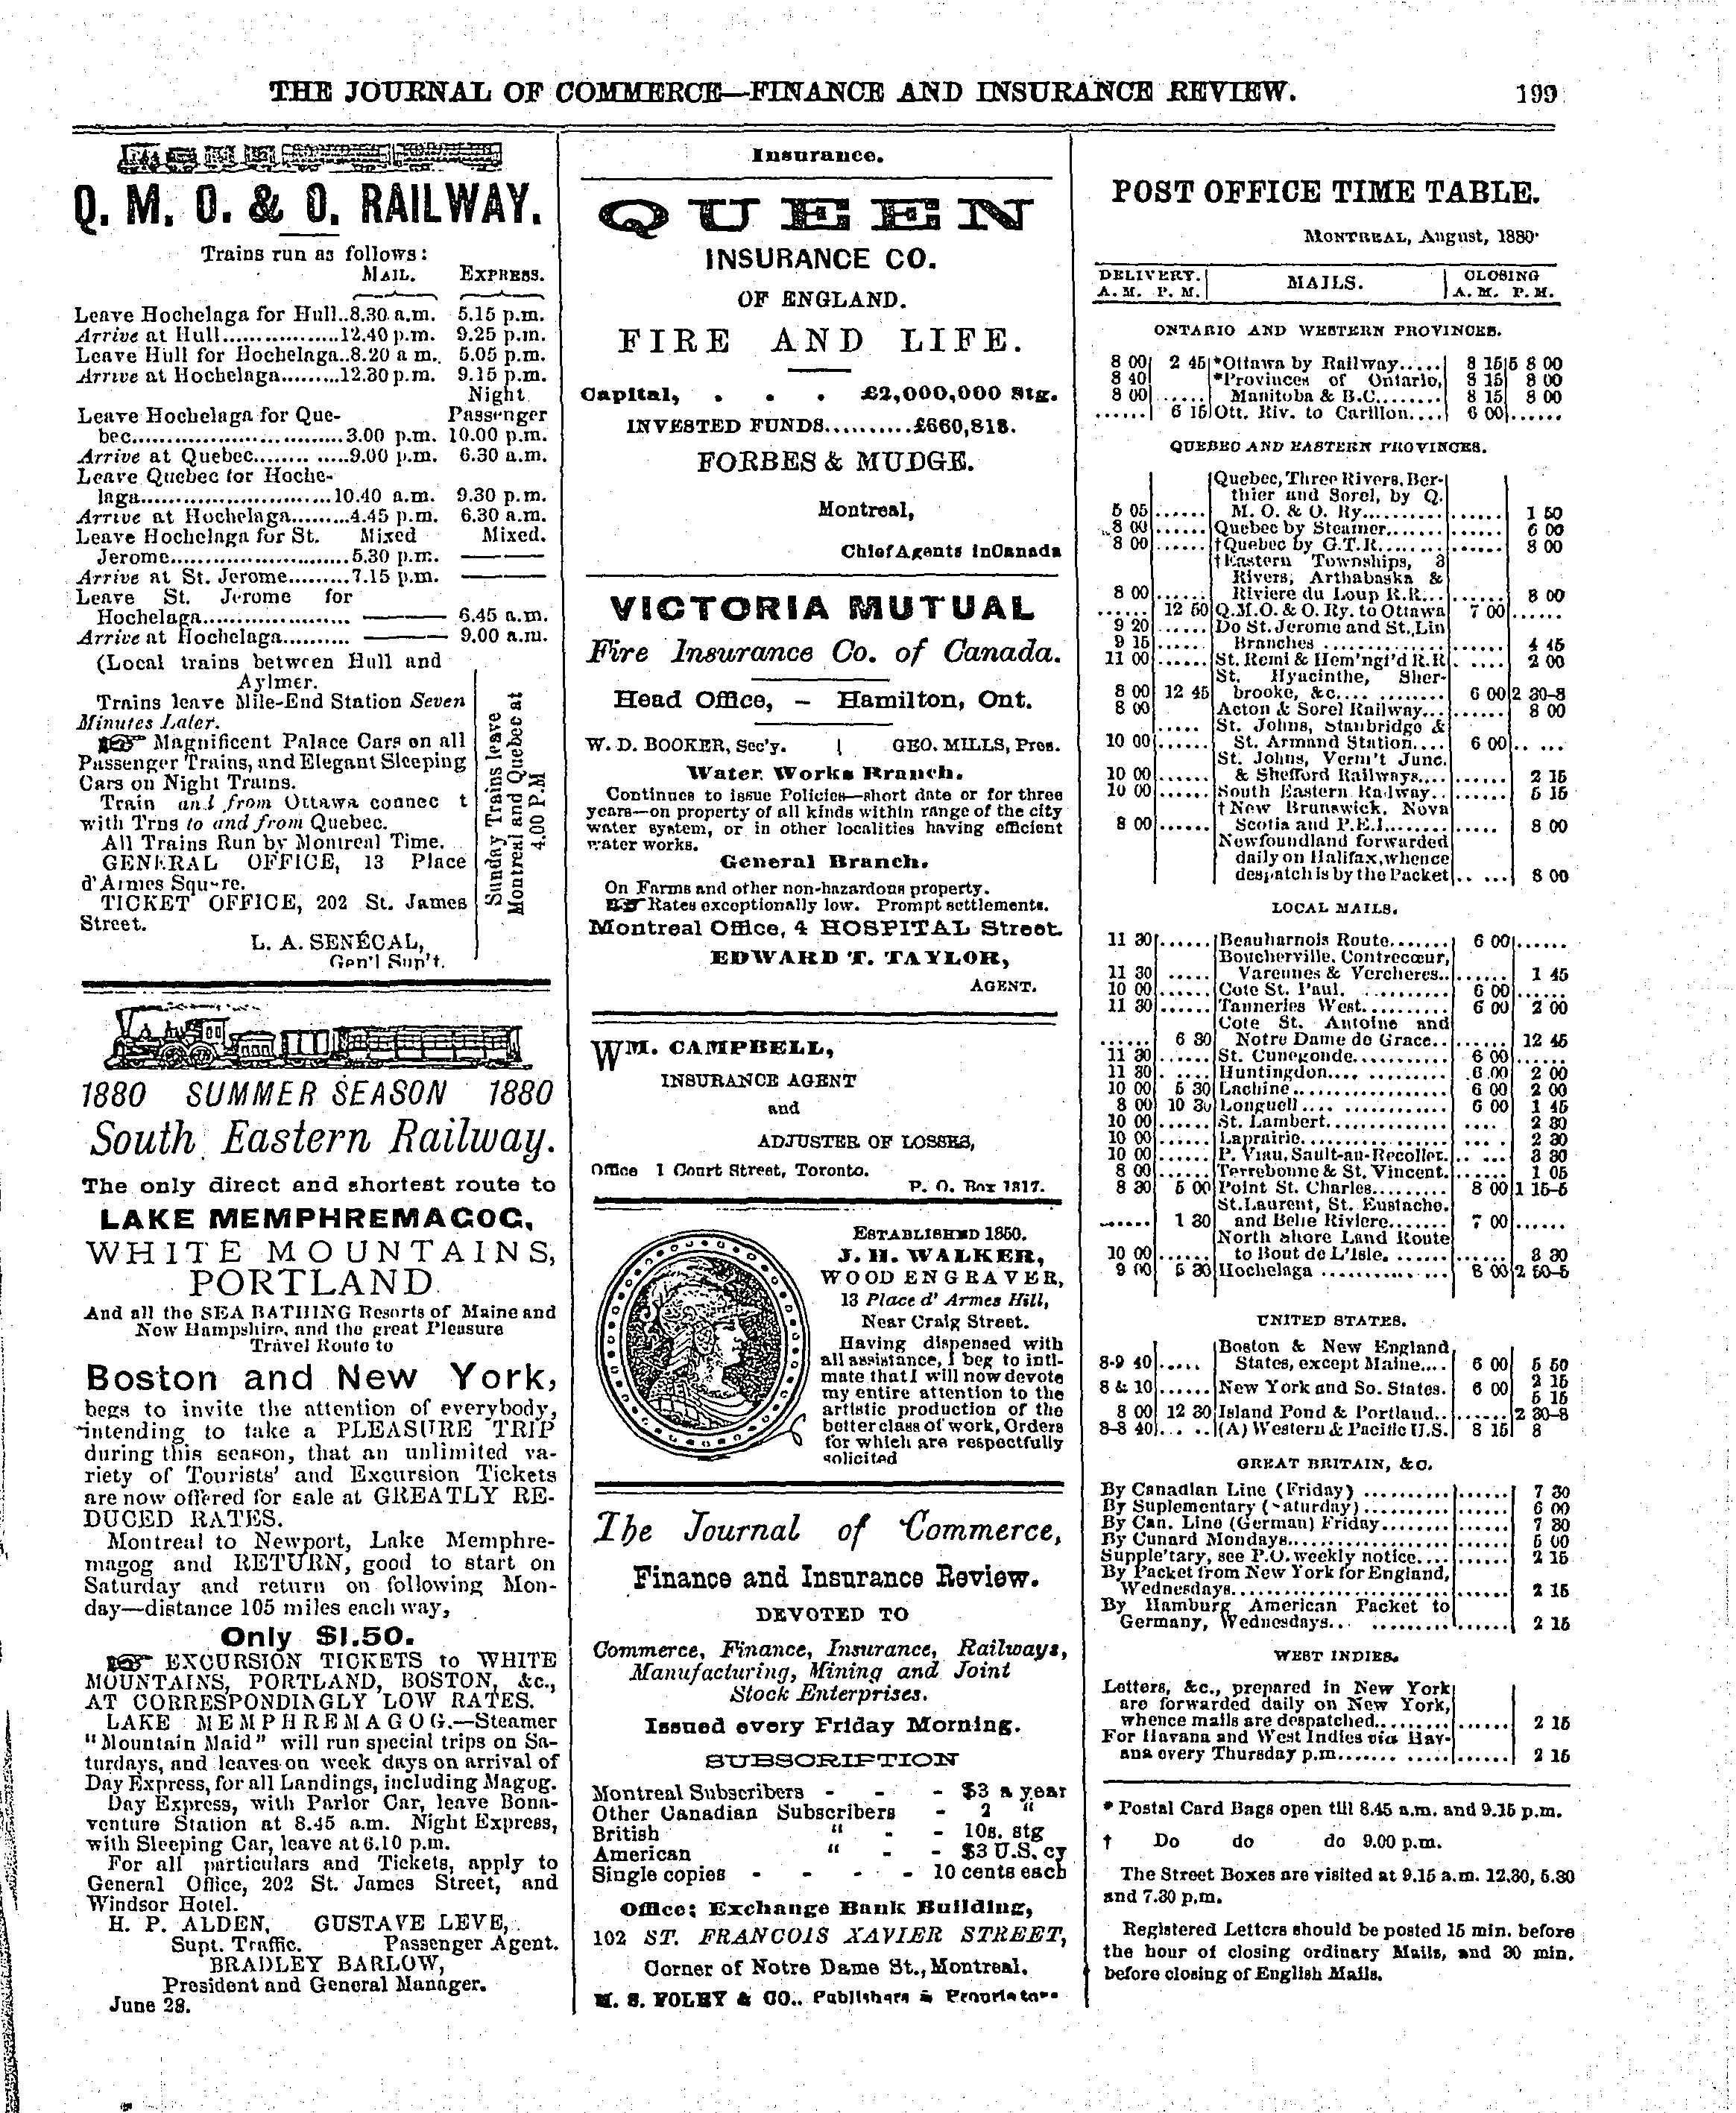 THE JOURNAL OF COMMERCE—FINANCE AND INSURANCE REVIEW. 199
Q. M. O. & O. RAILWAY.
Trains run as follows:
MAIL. EXPRESS.
Leave Hochelaga for Hull..8.30 a.m. 5.15 p.m.
Arrive at Hull.................12.40 p.m. 9.25 p.m.
Leave Hull for Hochelaga..8.20 a m. 5.05 p.m.
Arrive at Hochelaga.........12.30 p.m. 9.15 p.m.
Night
Leave Hochelaga for Que- Passenger
bec..............................3.00 p.m. 10.00 p.m.
Arrive at Quebec..............9.00 p.m. 6.30 a.m.
Leave Quebec for Hoche-
laga...........................10.40 a.m. 9.30 p.m.
Arrive at Hochelaga.........4.45 p.m. 6.30 a.m.
Leave Hochelaga for St. Mixed Mixed.
Jerome.........................5.30 p.m. ———
Arrive at St. Jerome.........7.15 p.m. ———
Leave St. Jerome for
Hochelaga..................... ——— 6.45 a.m.
Arrive at Hochelaga.......... ——— 9.00 a.m.
(Local trains between Hull and
Aylmer.
Trains leave Mile-End Station Seven
Minutes Later.
Magnificent Palace Cars on all
Passenger Trains, and Elegant Sleeping
Cars on Night Trains.
Train and from Ottawa connec t
with Trns to and from Quebec.
All Trains Run by Montreal Time.
GENERAL OFFICE, 13 Place
d'Armes Square.
TICKET OFFICE, 202 St. James
Street.
Sunday Trains leave
Montreal and Quebec at
4.00 P.M
L. A. SENÉCAL,
Gen'l Sup't.
1880 SUMMER SEASON 1880
South Eastern Railway.
The only direct and shortest route to
LAKE MEMPHREMAGOG,
WHITE MOUNTAINS,
PORTLAND
And all the SEA BATHING Resorts of Maine and
New Hampshire, and the great Pleasure
Travel Route to
Boston and New York,
begs to invite the attention of everybody,
intending to take a PLEASURE TRIP
during this season, that an unlimited va-
riety of Tourists' and Excursion Tickets
are now offered for sale at GREATLY RE-
DUCED RATES.
Montreal to Newport, Lake Memphre-
magog and RETURN, good to start on
Saturday and return on following Mon-
day—distance 105 miles each way,
Only $1.50.
EXCURSION TICKETS to WHITE
MOUNTAINS, PORTLAND, BOSTON, &c.,
AT CORRESPONDINGLY LOW RATES.
LAKE MEMPHREMAGOG.—Steamer
"Mountain Maid" will run special trips on Sa-
turdays, and leaves on week days on arrival of
Day Express, for all Landings, including Magog.
Day Express, with Parlor Car, leave Bona-
venture Station at 8.45 a.m. Night Express,
with Sleeping Car, leave at 6.10 p.m.
For all particulars and Tickets, apply to
General Office, 202 St. James Street, and
Windsor Hotel.
H. P. ALDEN, GUSTAVE LEVE,
Supt. Traffic. Passenger Agent.
BRADLEY BARLOW,
President and General Manager.
June 28.
Insurance.
QUEEN
INSURANCE CO.
OF ENGLAND.
FIRE AND LIFE.
Capital, . . . £2,000,000 Stg.
INVESTED FUNDS..........£660,818.
FORBES & MUDGE.
Montreal,
Chief Agents in Canada
VICTORIA MUTUAL
Fire Insurance Co. of Canada.
Head Office, – Hamilton, Ont.
W. D. BOOKER, Sec'y. | GEO. MILLS, Pres.
Water Works Branch.
Continues to issue Policies—short date or for three
years—on property of all kinds within range of the city
water system, or in other localities having efficient
water works.
General Branch.
On Farms and other non-hazardous property.
Rates exceptionally low. Prompt settlements.
Montreal Office, 4 HOSPITAL Street.
EDWARD T. TAYLOR,
AGENT.
WM. CAMPBELL,
INSURANCE AGENT
and
ADJUSTER OF LOSSES,
Office 1 Court Street, Toronto.
P. O. Box 1317.
ESTABLISHED 1850.
J. H. WALKER,
WOOD ENGRAVER,
13 Place d' Armes Hill,
Near Craig Street.
Having dispensed with
all assistance, I beg to inti-
mate that I will now devote
my entire attention to the
artistic production of the
better class of work, Orders
for which are respectfully
solicited
The Journal of Commerce,
Finance and Insurance Review.
DEVOTED TO
Commerce, Finance, Insurance, Railways,
Manufacturing, Mining and Joint
Stock Enterprises.
Issued every Friday Morning.
SUBSCRIPTION
Montreal Subscribers - - - $3 a year
Other Canadian Subscribers - 2 "
British " - - 10s. stg
American " - - $3 U.S. cy
Single copies - - - - 10 cents each
Office: Exchange Bank Building,
102 ST. FRANCOIS XAVIER STREET,
Corner of Notre Dame St., Montreal.
M. S. FOLEY & CO., Publishers & Proprietors
POST OFFICE TIME TABLE.
MONTREAL, August, 1880.
DELIVERY. MAILS. CLOSING
A. M. P. M. A. M. P. M.
ONTARIO AND WESTERN PROVINCES.
8 00 2 45 *Ottawa by Railway..... 8 15 5 8 00
8 40 *Provinces of Ontario, 8 15 8 00
8 00 ...... Manitoba & B.C........ 8 15 8 00
...... 6 15 Ott. Riv. to Carillon.... 6 00 ......
QUEBEC AND EASTERN PROVINCES.
Quebec, Three Rivers, Ber-
thier and Sorel, by Q.
5 05 ...... M. O. & O. Ry.......... ...... 1 50
8 00 ...... Quebec by Steamer....... ...... 6 00
8 00 ...... †Quebec by G.T.R........ ...... 8 00
†Eastern Townships, 3
Rivers, Arthabaska &
8 00 ...... Riviere du Loup R.R... ...... 8 00
...... 12 50 Q.M.O. & O. Ry. to Ottawa 7 00 ......
9 20 ...... Do St. Jerome and St. Lin
9 15 ...... Branches ............. 4 45
11 00 ...... St. Remi & Hem'ngf'd R.R. .... 2 00
St. Hyacinthe, Sher-
8 00 12 45 brooke, &c............ 6 00 2 30-8
8 00 Acton & Sorel Railway... ...... 8 00
..... St. Johns, Stanbridge &
10 00 ...... St. Armand Station.... 6 00 .. ...
St. Johns, Verm't Junc.
10 00 ...... & Shefford Railways.... ...... 2 15
10 00 ...... South Eastern Railway.. ...... 5 15
†New Brunswick, Nova
8 00 ...... Scotia and P.E.I........ ..... 8 00
Newfoundland forwarded
daily on Halifax, whence
despatch is by the Packet .. ... 8 00
LOCAL MAILS.
11 30 ...... Beauharnois Route....... 6 00 ......
Boucherville, Contrecœur,
11 30 ..... Varennes & Vercheres.. ...... 1 45
10 00 ...... Cote St. Paul. .......... 6 00 ......
11 30 ...... Tanneries West.......... 6 00 2 00
Cote St. Antoine and
...... 6 30 Notre Dame de Grace.. ...... 12 45
11 30 ...... St. Cunegonde........... 6 00 ......
11 30 ..... Huntingdon.... ......... 6 00 2 00
10 00 5 30 Lachine................. 6 00 2 00
8 00 10 30 Longueil.... ............ 6 00 1 45
10 00 ...... St. Lambert.............. .... 2 30
10 00 ...... Laprairie................. .... 2 30
10 00 ...... P. Viau, Sault-au-Recollet. .. ... 3 30
8 00 ...... Terrebonne & St. Vincent. ...... 1 05
8 30 5 00 Point St. Charles......... 8 00 1 15-5
St. Laurent, St. Eustache.
...... 1 30 and Belle Riviere....... 7 00 ......
North Shore Land Route
10 00 ...... to Bout de L'Isle....... ...... 3 30
9 00 5 30 Hochelaga .............. 8 00 2 50-5
UNITED STATES.
Boston & New England
8-9 40 ..... States, except Maine.... 6 00 5 50
2 15
8 & 10 ...... New York and So. States. 6 00
5 15
8 00 12 30 Island Pond & Portland.. ...... 2 30-8
8-8 40 ... .. (A) Western & Pacific U.S. 8 15 8
GREAT BRITAIN, &C.
By Canadian Line (Friday) .......... ...... 7 30
By Suplementary (Saturday) .......... ...... 6 00
By Can. Line (German) Friday........ ...... 7 30
By Cunard Mondays.................. ...... 5 00
Supple'tary, see P.O. weekly notice.... ...... 2 15
By Packet from New York for England,
Wednesdays........................ ...... 2 15
By Hamburg American Packet to
Germany, Wednesdays... ......... ...... 2 15
WEST INDIES.
Letters, &c., prepared in New York
are forwarded daily on New York,
whence mails are despatched......... ...... 2 15
For Havana and West Indies via Hav-
ana every Thursday p.m....... ..... ...... 2 15
* Postal Card Bags open till 8.45 a.m. and 9.15 p.m.
† Do do do 9.00 p.m.
The Street Boxes are visited at 9.15 a.m. 12.30, 5.30
and 7.30 p.m.
Registered Letters should be posted 15 min. before
the hour of closing ordinary Mails, and 30 min.
before closing of English Mails.